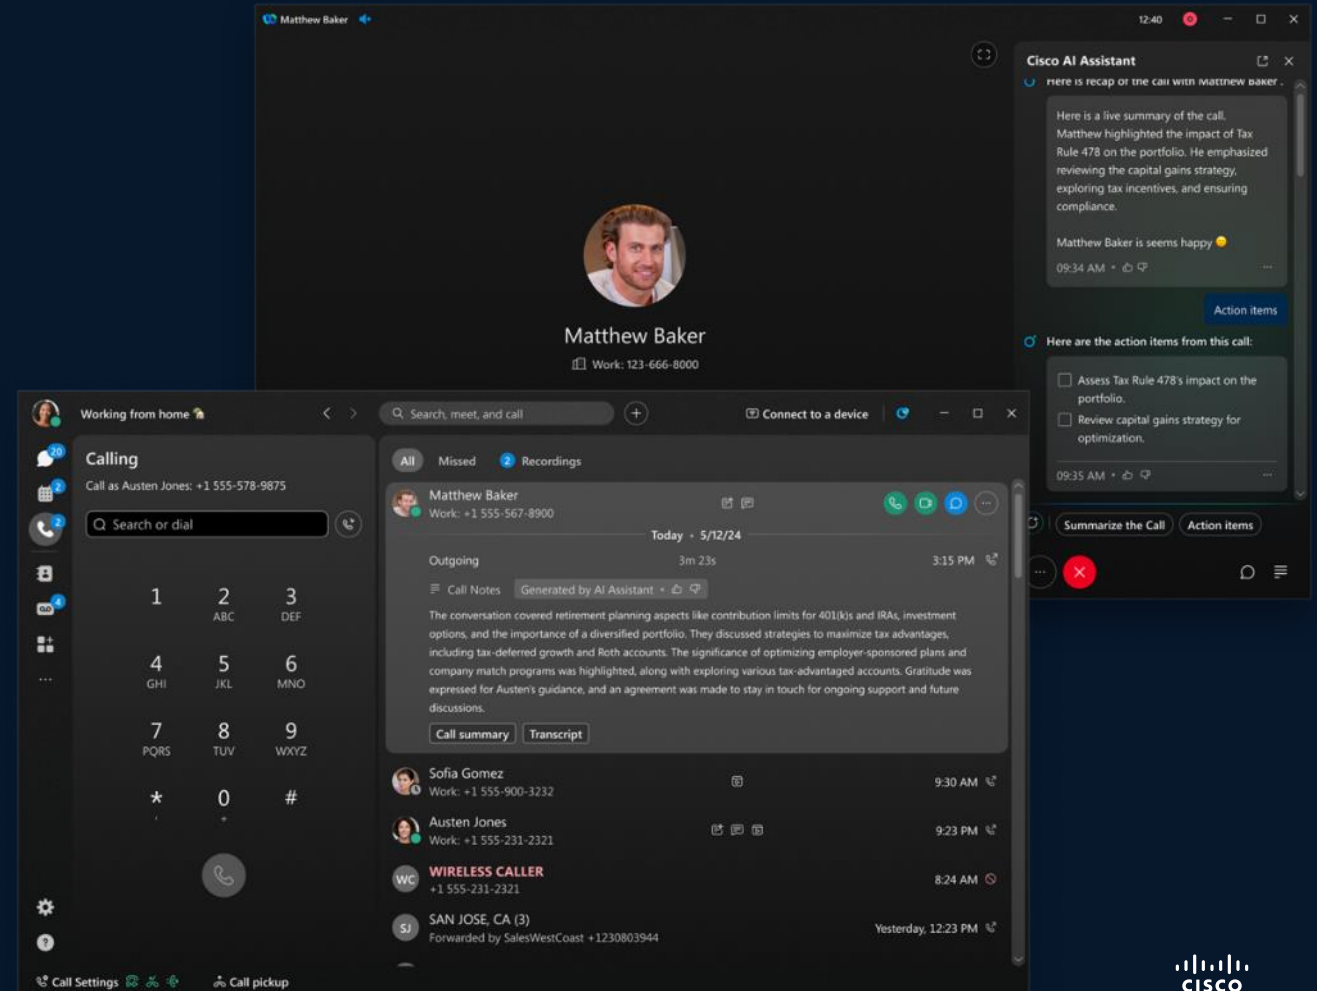 Matthew Baker
12:40
Cisco AI Assistant
Here is recap of the call with Matthew Baker .
Here is a live summary of the call.
Matthew highlighted the impact of Tax
Rule 478 on the portfolio. He emphasized
reviewing the capital gains strategy,
exploring tax incentives, and ensuring
compliance.
Matthew Baker is seems happy
09:34 AM •
Action items
Here are the action items from this call:
Assess Tax Rule 478's impact on the
portfolio.
Review capital gains strategy for
optimization.
09:35 AM •
Summarize the Call
Action items
Matthew Baker
Work: 123-666-8000
Working from home
Search, meet, and call
Connect to a device
20
2
2
4
Calling
Call as Austen Jones: +1 555-578-9875
Search or dial
1
2
3
ABC
DEF
4
5
6
GHI
JKL
MNO
7
8
9
PQRS
TUV
WXYZ
*
0
#
,
+
Call Settings
Call pickup
All
Missed
2
Recordings
Matthew Baker
Work: +1 555-567-8900
Today • 5/12/24
Outgoing
3m 23s
3:15 PM
Call Notes
Generated by AI Assistant •
The conversation covered retirement planning aspects like contribution limits for 401(k)s and IRAs, investment
options, and the importance of a diversified portfolio. They discussed strategies to maximize tax advantages,
including tax-deferred growth and Roth accounts. The significance of optimizing employer-sponsored plans and
company match programs was highlighted, along with exploring various tax-advantaged accounts. Gratitude was
expressed for Austen's guidance, and an agreement was made to stay in touch for ongoing support and future
discussions.
Call summary
Transcript
Sofia Gomez
Work: +1 555-900-3232
9:30 AM
Austen Jones
Work: +1 555-231-2321
9:23 PM
WC
WIRELESS CALLER
+1 555-231-2321
8:24 AM
SJ
SAN JOSE, CA (3)
Forwarded by SalesWestCoast +1230803944
Yesterday, 12:23 PM
CISCO